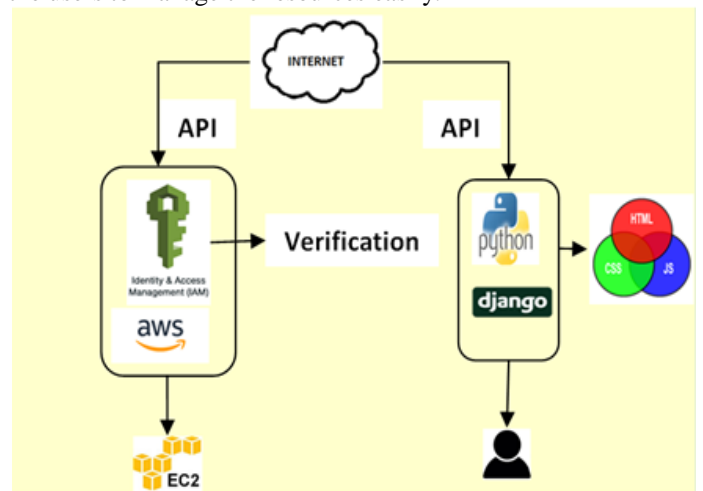 INTERNET
API
API
Identity & Access
Management (IAM)
Verification
aws
python
django
HTML
CSS
JS
EC2